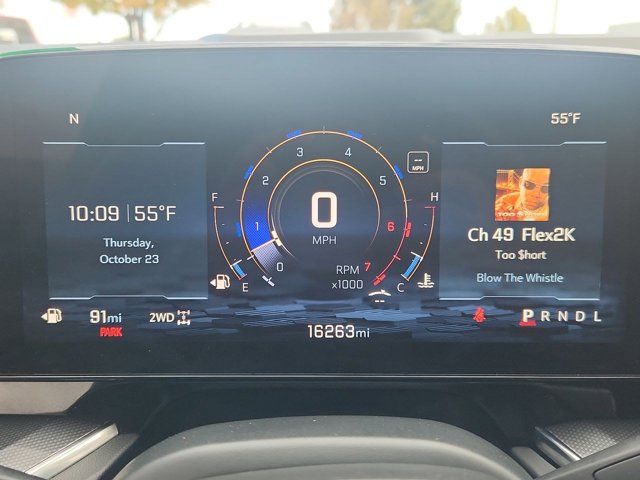 N
55°F
10:09 55°F
Thursday,
October 23
F
E
0
1
2
3
4
5
6
7
0
MPH
RPM
x1000
--
MPH
H
C
--
Ch 49 Flex2K
Too $hort
Blow The Whistle
91mi
PARK
2WD
16263mi
P R N D L